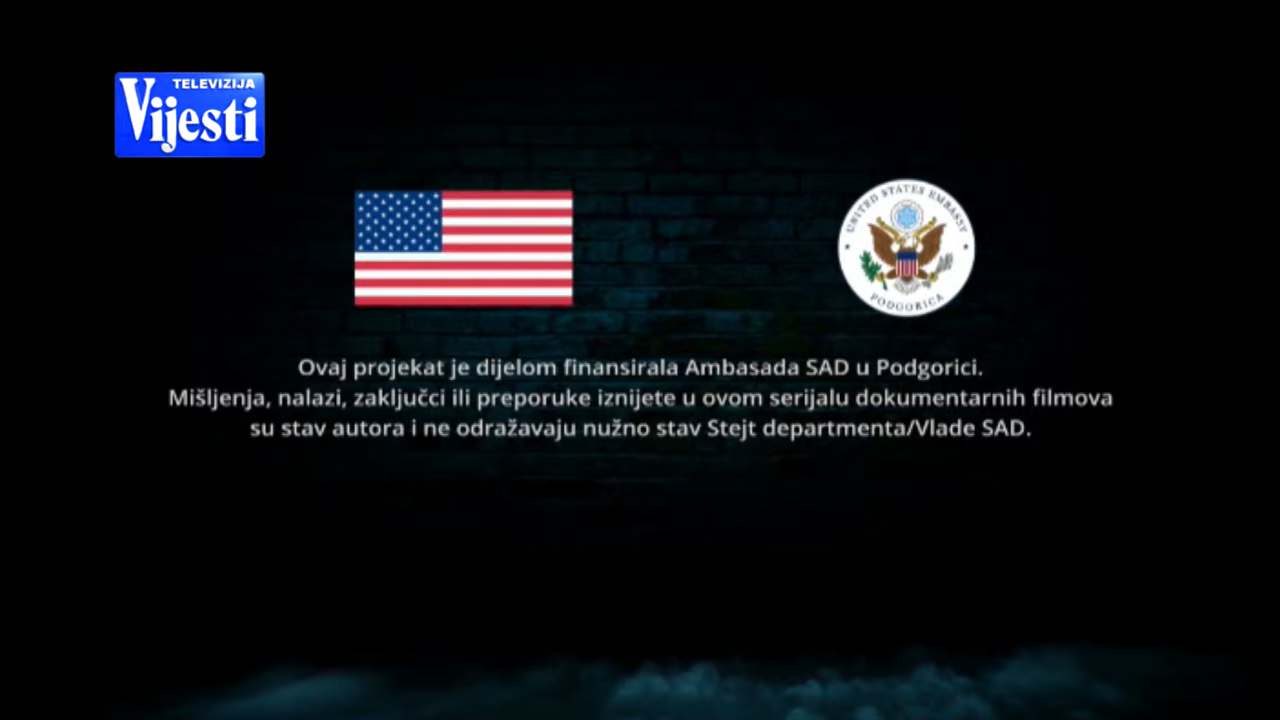 TELEVIZIJA
Vijesti
UNITED STATES EMBASSY
PODGORICA
Ovaj projekat je dijelom finansirala Ambasada SAD u Podgorici.
Mišljenja, nalazi, zaključci ili preporuke iznijete u ovom serijalu dokumentarnih filmova
su stav autora i ne odražavaju nužno stav Stejt departmenta/Vlade SAD.